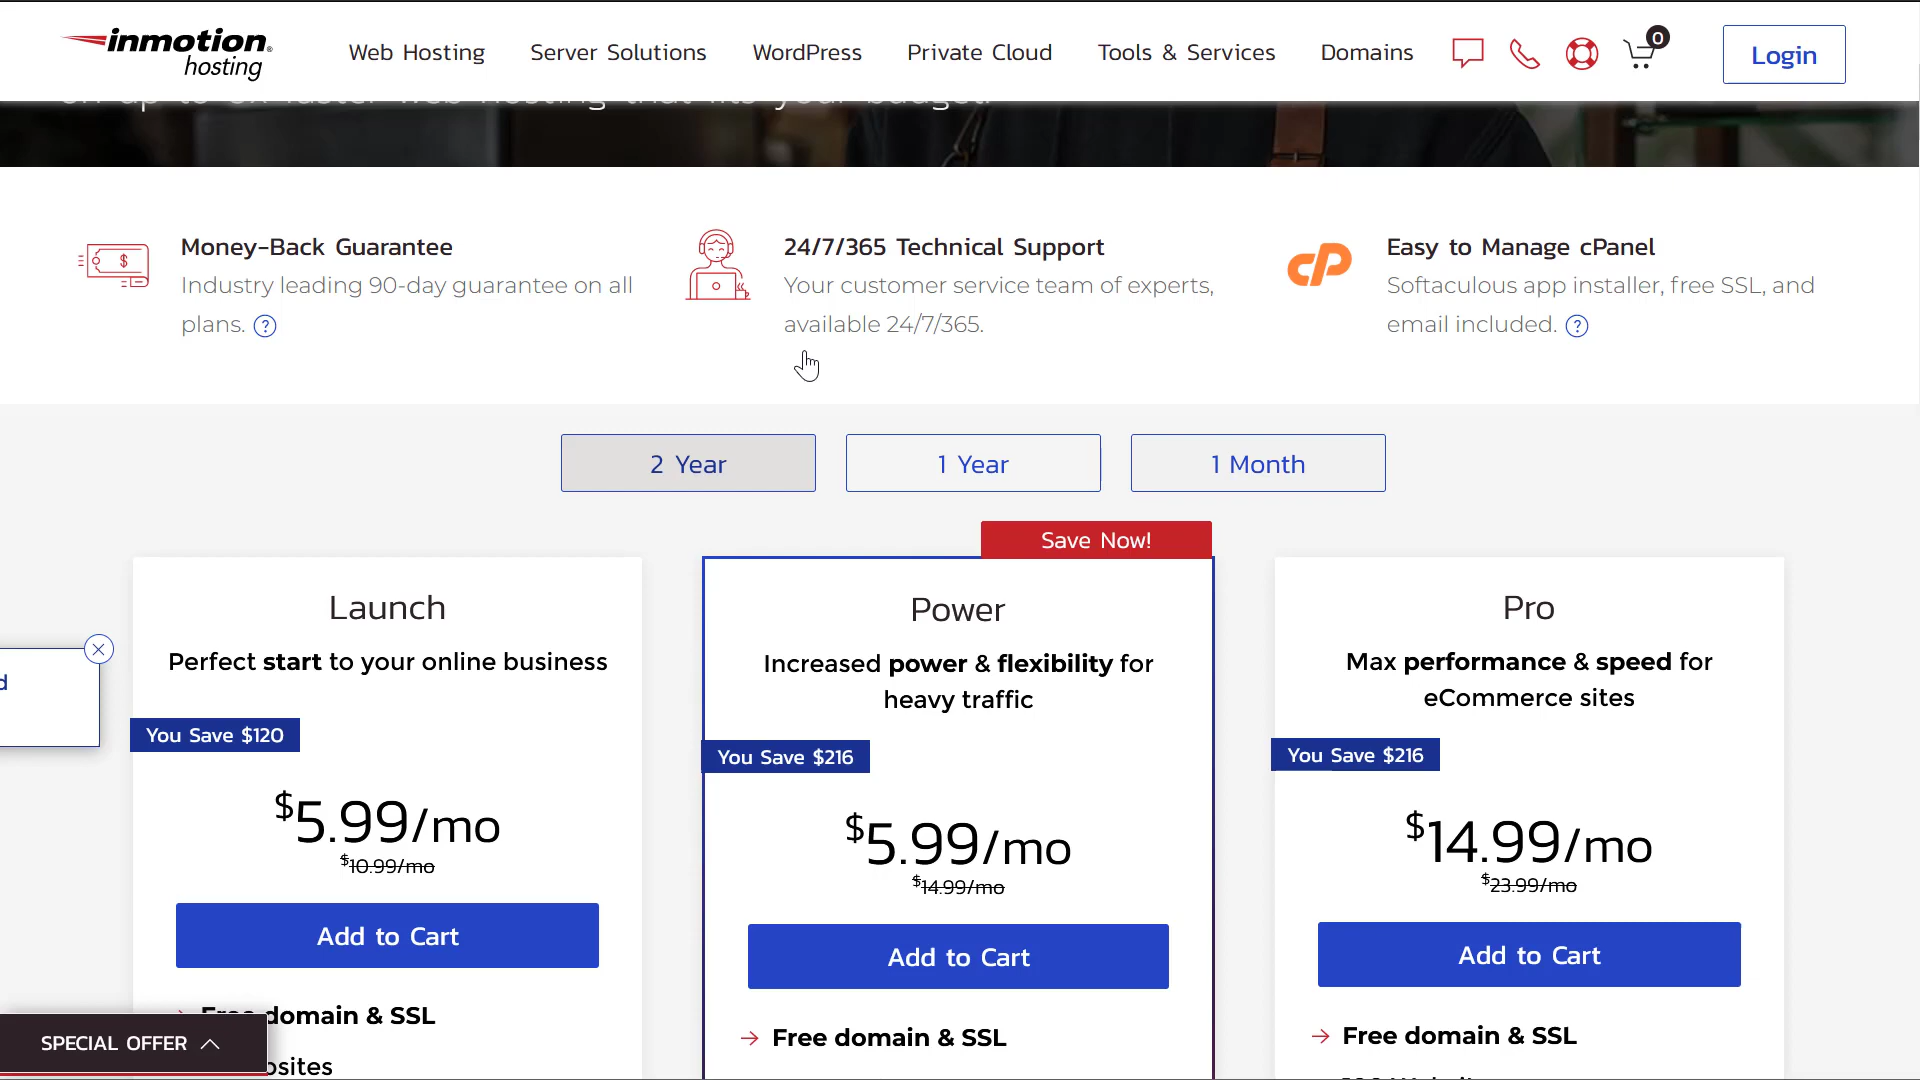 inmotion hosting
Web Hosting Server Solutions WordPress Private Cloud Tools & Services Domains 0 Login
Money-Back Guarantee
Industry leading 90-day guarantee on all
plans. ?
24/7/365 Technical Support
Your customer service team of experts,
available 24/7/365.
cP
Easy to Manage cPanel
Softaculous app installer, free SSL, and
email included. ?
2 Year 1 Year 1 Month
Launch
Perfect start to your online business
You Save $120
$5.99/mo
$10.99/mo
Add to Cart
domain & SSL
Save Now!
Power
Increased power & flexibility for
heavy traffic
You Save $216
$5.99/mo
$14.99/mo
Add to Cart
→ Free domain & SSL
Pro
Max performance & speed for
eCommerce sites
You Save $216
$14.99/mo
$23.99/mo
Add to Cart
→ Free domain & SSL
SPECIAL OFFER